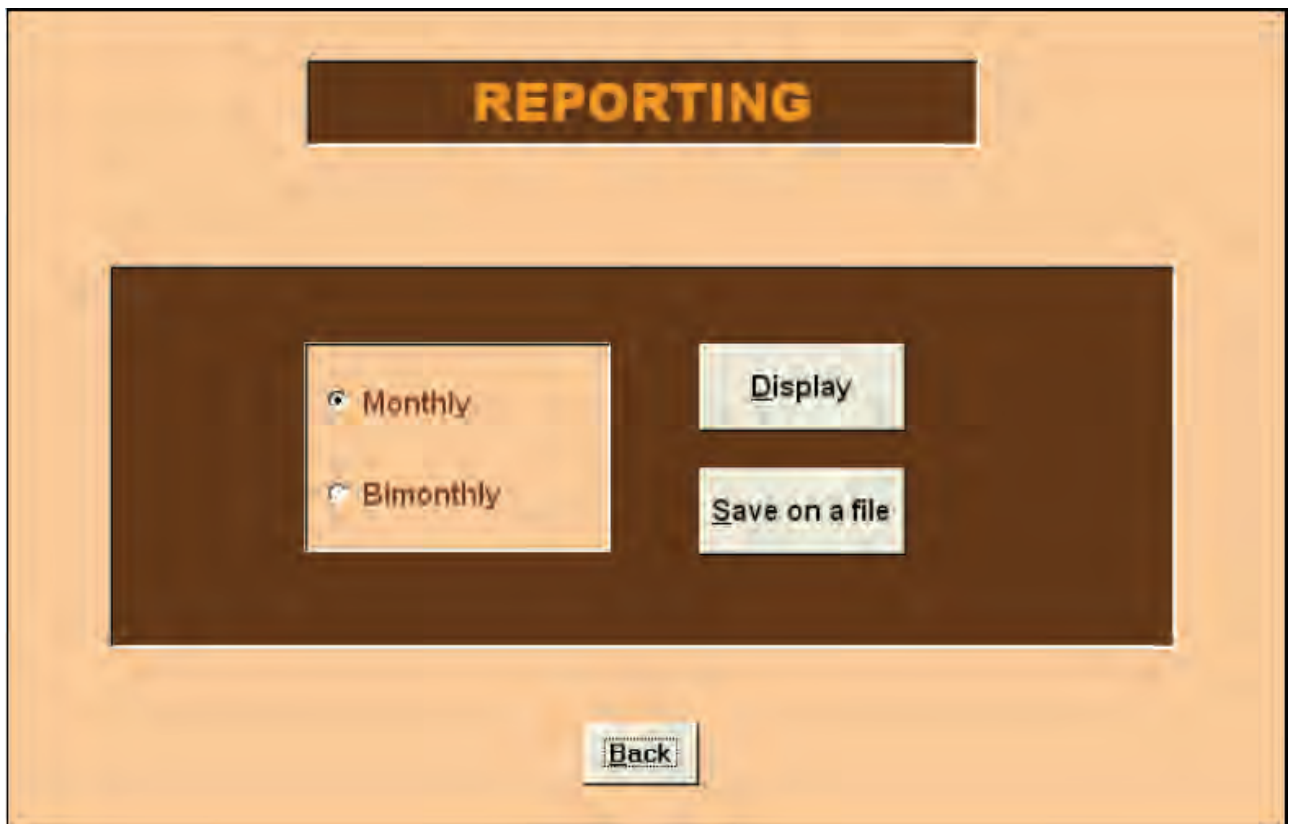 REPORTING
Monthly
Bimonthly
Display
Save on a file
Back